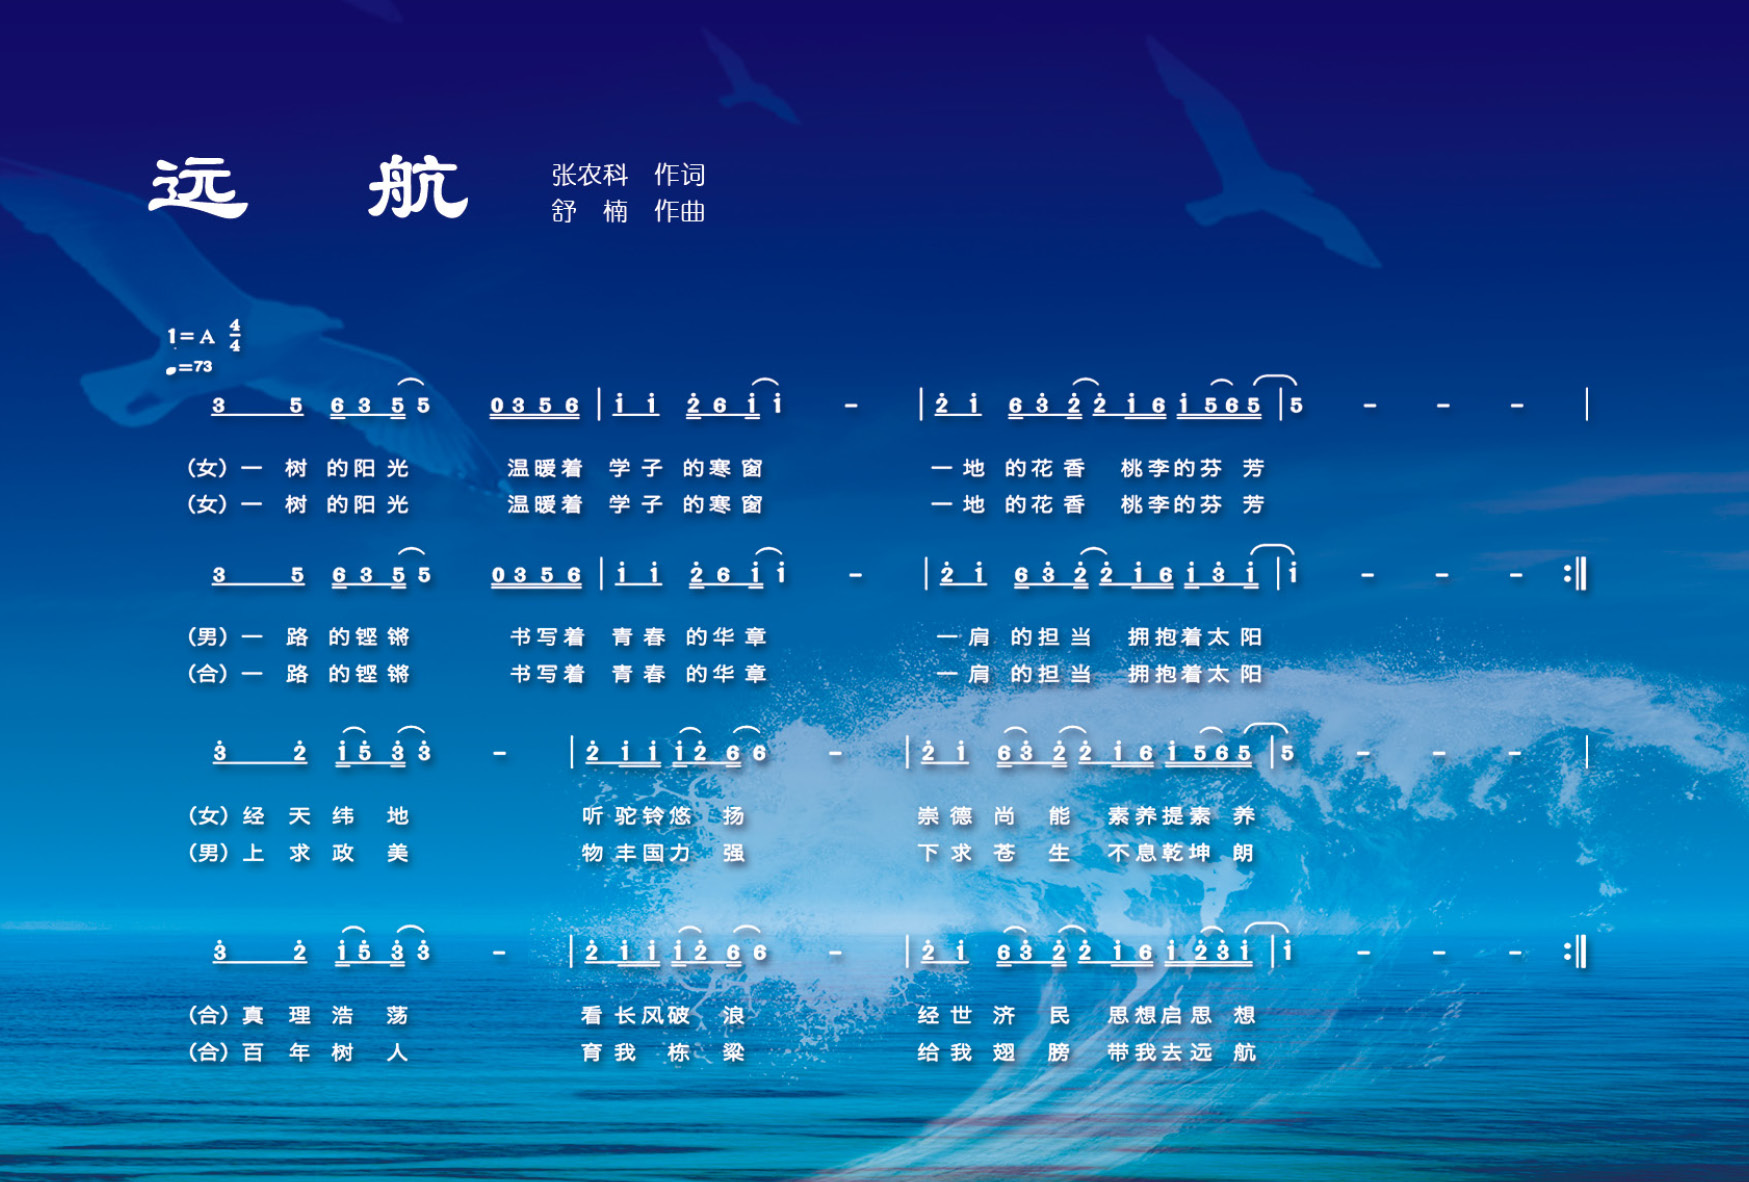 远 航
张农科 作词
舒 楠 作曲
1=A 4/4
♩=73
3 5 6 3 5 5 0 3 5 6 | i i 2̇ 6 i i - | 2̇ i 6 3̇ 2̇ 2̇ i 6 i 5 6 5 | 5 - - - |
（女）一 树 的阳 光 温暖着 学 子 的寒 窗 一 地 的花 香 桃李的芬 芳
（女）一 树 的阳 光 温暖着 学 子 的寒 窗 一 地 的花 香 桃李的芬 芳
3 5 6 3 5 5 0 3 5 6 | i i 2̇ 6 i i - | 2̇ i 6 3̇ 2̇ 2̇ i 6 i 3̇ i | i - - - :‖
（男）一 路 的铿 锵 书写着 青 春 的华 章 一 肩 的担 当 拥抱着太 阳
（合）一 路 的铿 锵 书写着 青 春 的华 章 一 肩 的担 当 拥抱着太 阳
3̇ 2̇ i 5 3̇ 3̇ - | 2̇ i i i 2̇ 6 6 - | 2̇ i 6 3̇ 2̇ 2̇ i 6 i 5 6 5 | 5 - - - |
（女）经 天 纬 地 听 驼铃悠 扬 崇 德 尚 能 素养提素 养
（男）上 求 政 美 物 丰国力 强 下 求 苍 生 不息乾坤 朗
3̇ 2̇ i 5̇ 3̇ 3̇ - | 2̇ i i i 2̇ 6 6 - | 2̇ i 6 3̇ 2̇ 2̇ i 6 i 2̇ 3̇ i | i - - - :‖
（合）真 理 浩 荡 看 长风破 浪 经 世 济 民 思想启思 想
（合）百 年 树 人 育 我 栋 梁 给 我 翅 膀 带我去远 航